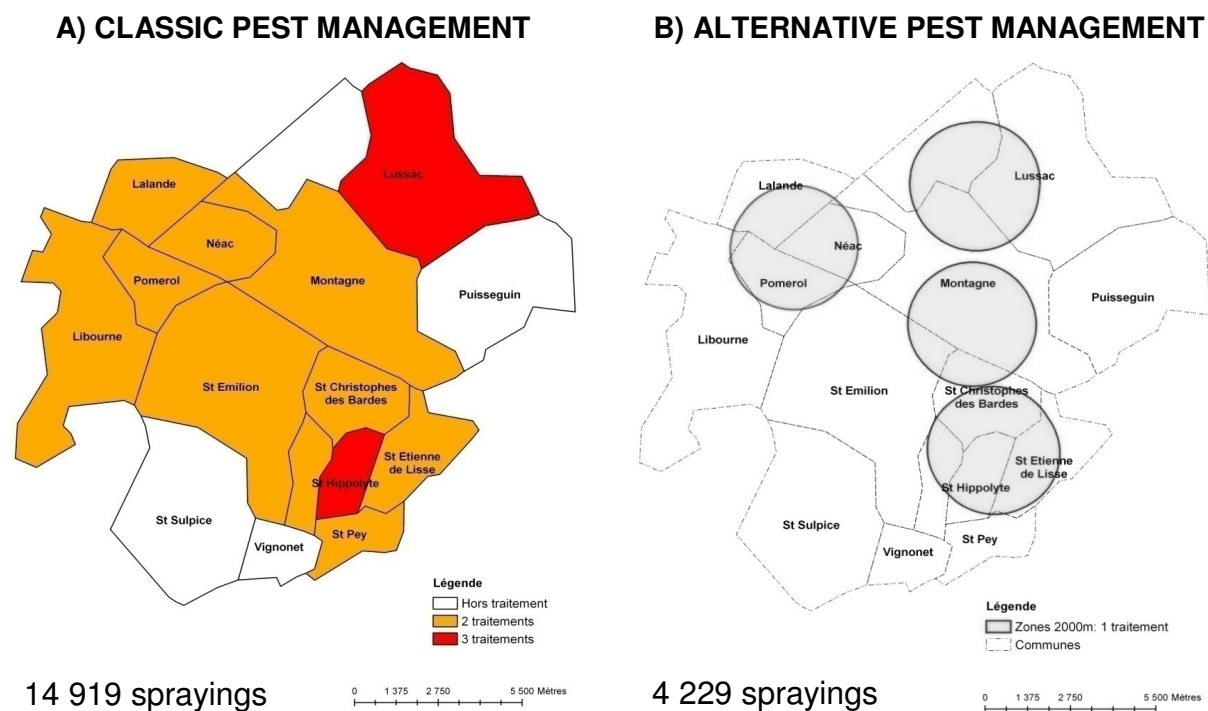 A) CLASSIC PEST MANAGEMENT
Lalande
Lussac
Néac
Pomerol
Montagne
Puisseguin
Libourne
St Emilion
St Christophes
des Bardes
St Etienne
de Lisse
St Hippolyte
St Sulpice
St Pey
Vignonet
Légende
Hors traitement
2 traitements
3 traitements
14 919 sprayings
0 1 375 2 750 5 500 Mètres
B) ALTERNATIVE PEST MANAGEMENT
Lalande
Lussac
Néac
Pomerol
Montagne
Puisseguin
Libourne
St Emilion
St Christophes
des Bardes
St Etienne
de Lisse
St Hippolyte
St Sulpice
St Pey
Vignonet
Légende
Zones 2000m: 1 traitement
Communes
4 229 sprayings
0 1 375 2 750 5 500 Mètres